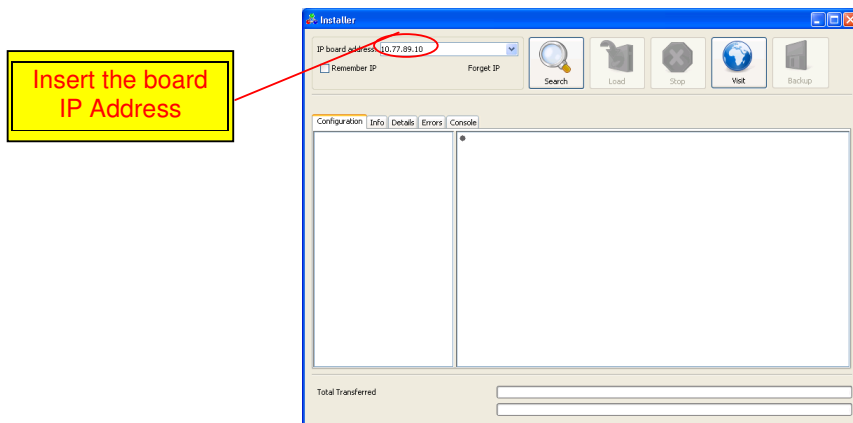 Installer
Insert the board
IP Address
IP board address: 10.77.89.10
Remember IP Forget IP
Search Load Stop Visit Backup
Configuration Info Details Errors Console
Total Transferred